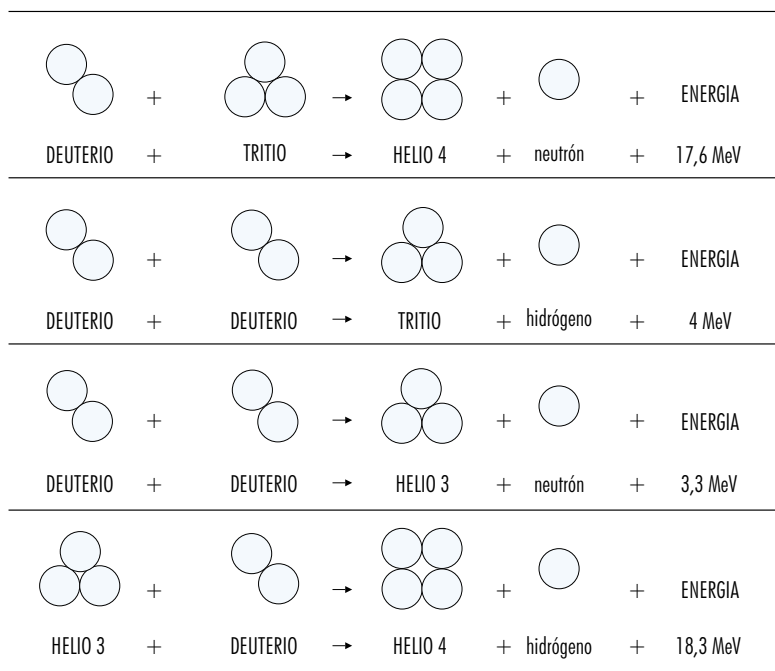 + → + + ENERGIA
DEUTERIO + TRITIO → HELIO 4 + neutrón + 17,6 MeV
+ → + + ENERGIA
DEUTERIO + DEUTERIO → TRITIO + hidrógeno + 4 MeV
+ → + + ENERGIA
DEUTERIO + DEUTERIO → HELIO 3 + neutrón + 3,3 MeV
+ → + + ENERGIA
HELIO 3 + DEUTERIO → HELIO 4 + hidrógeno + 18,3 MeV